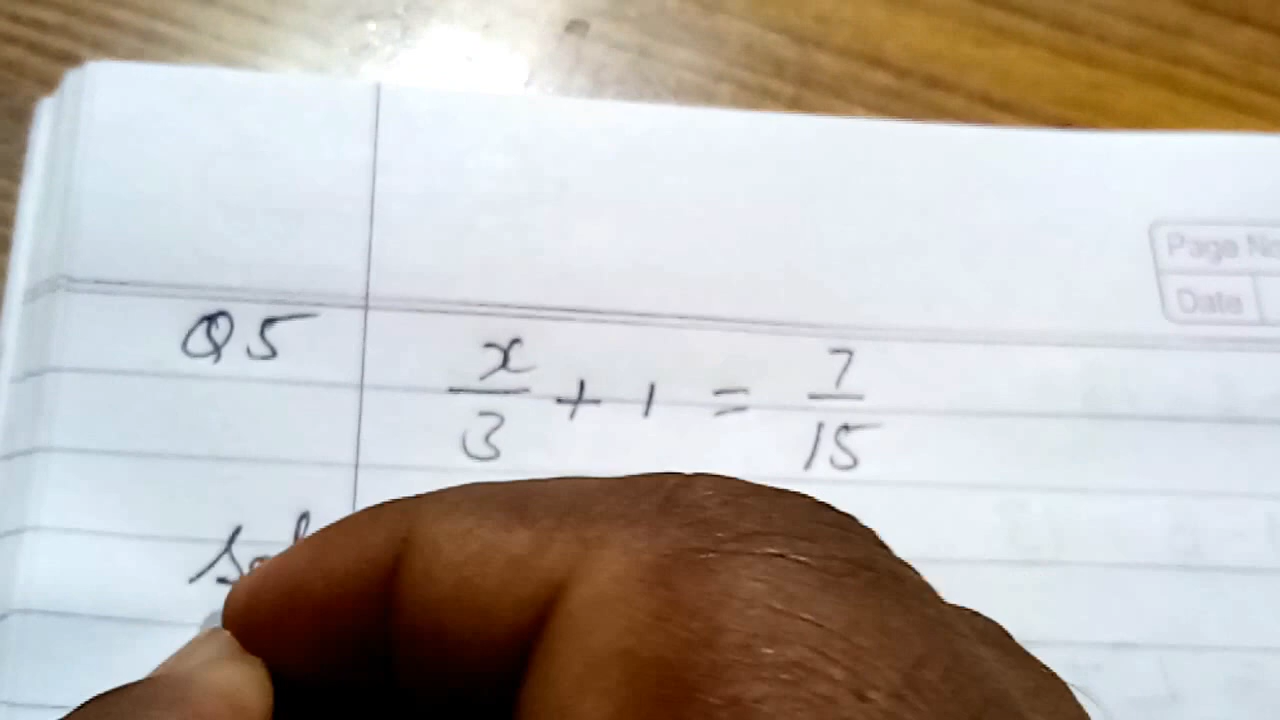 Page No
Date
Q5 x/3 + 1 = 7/15